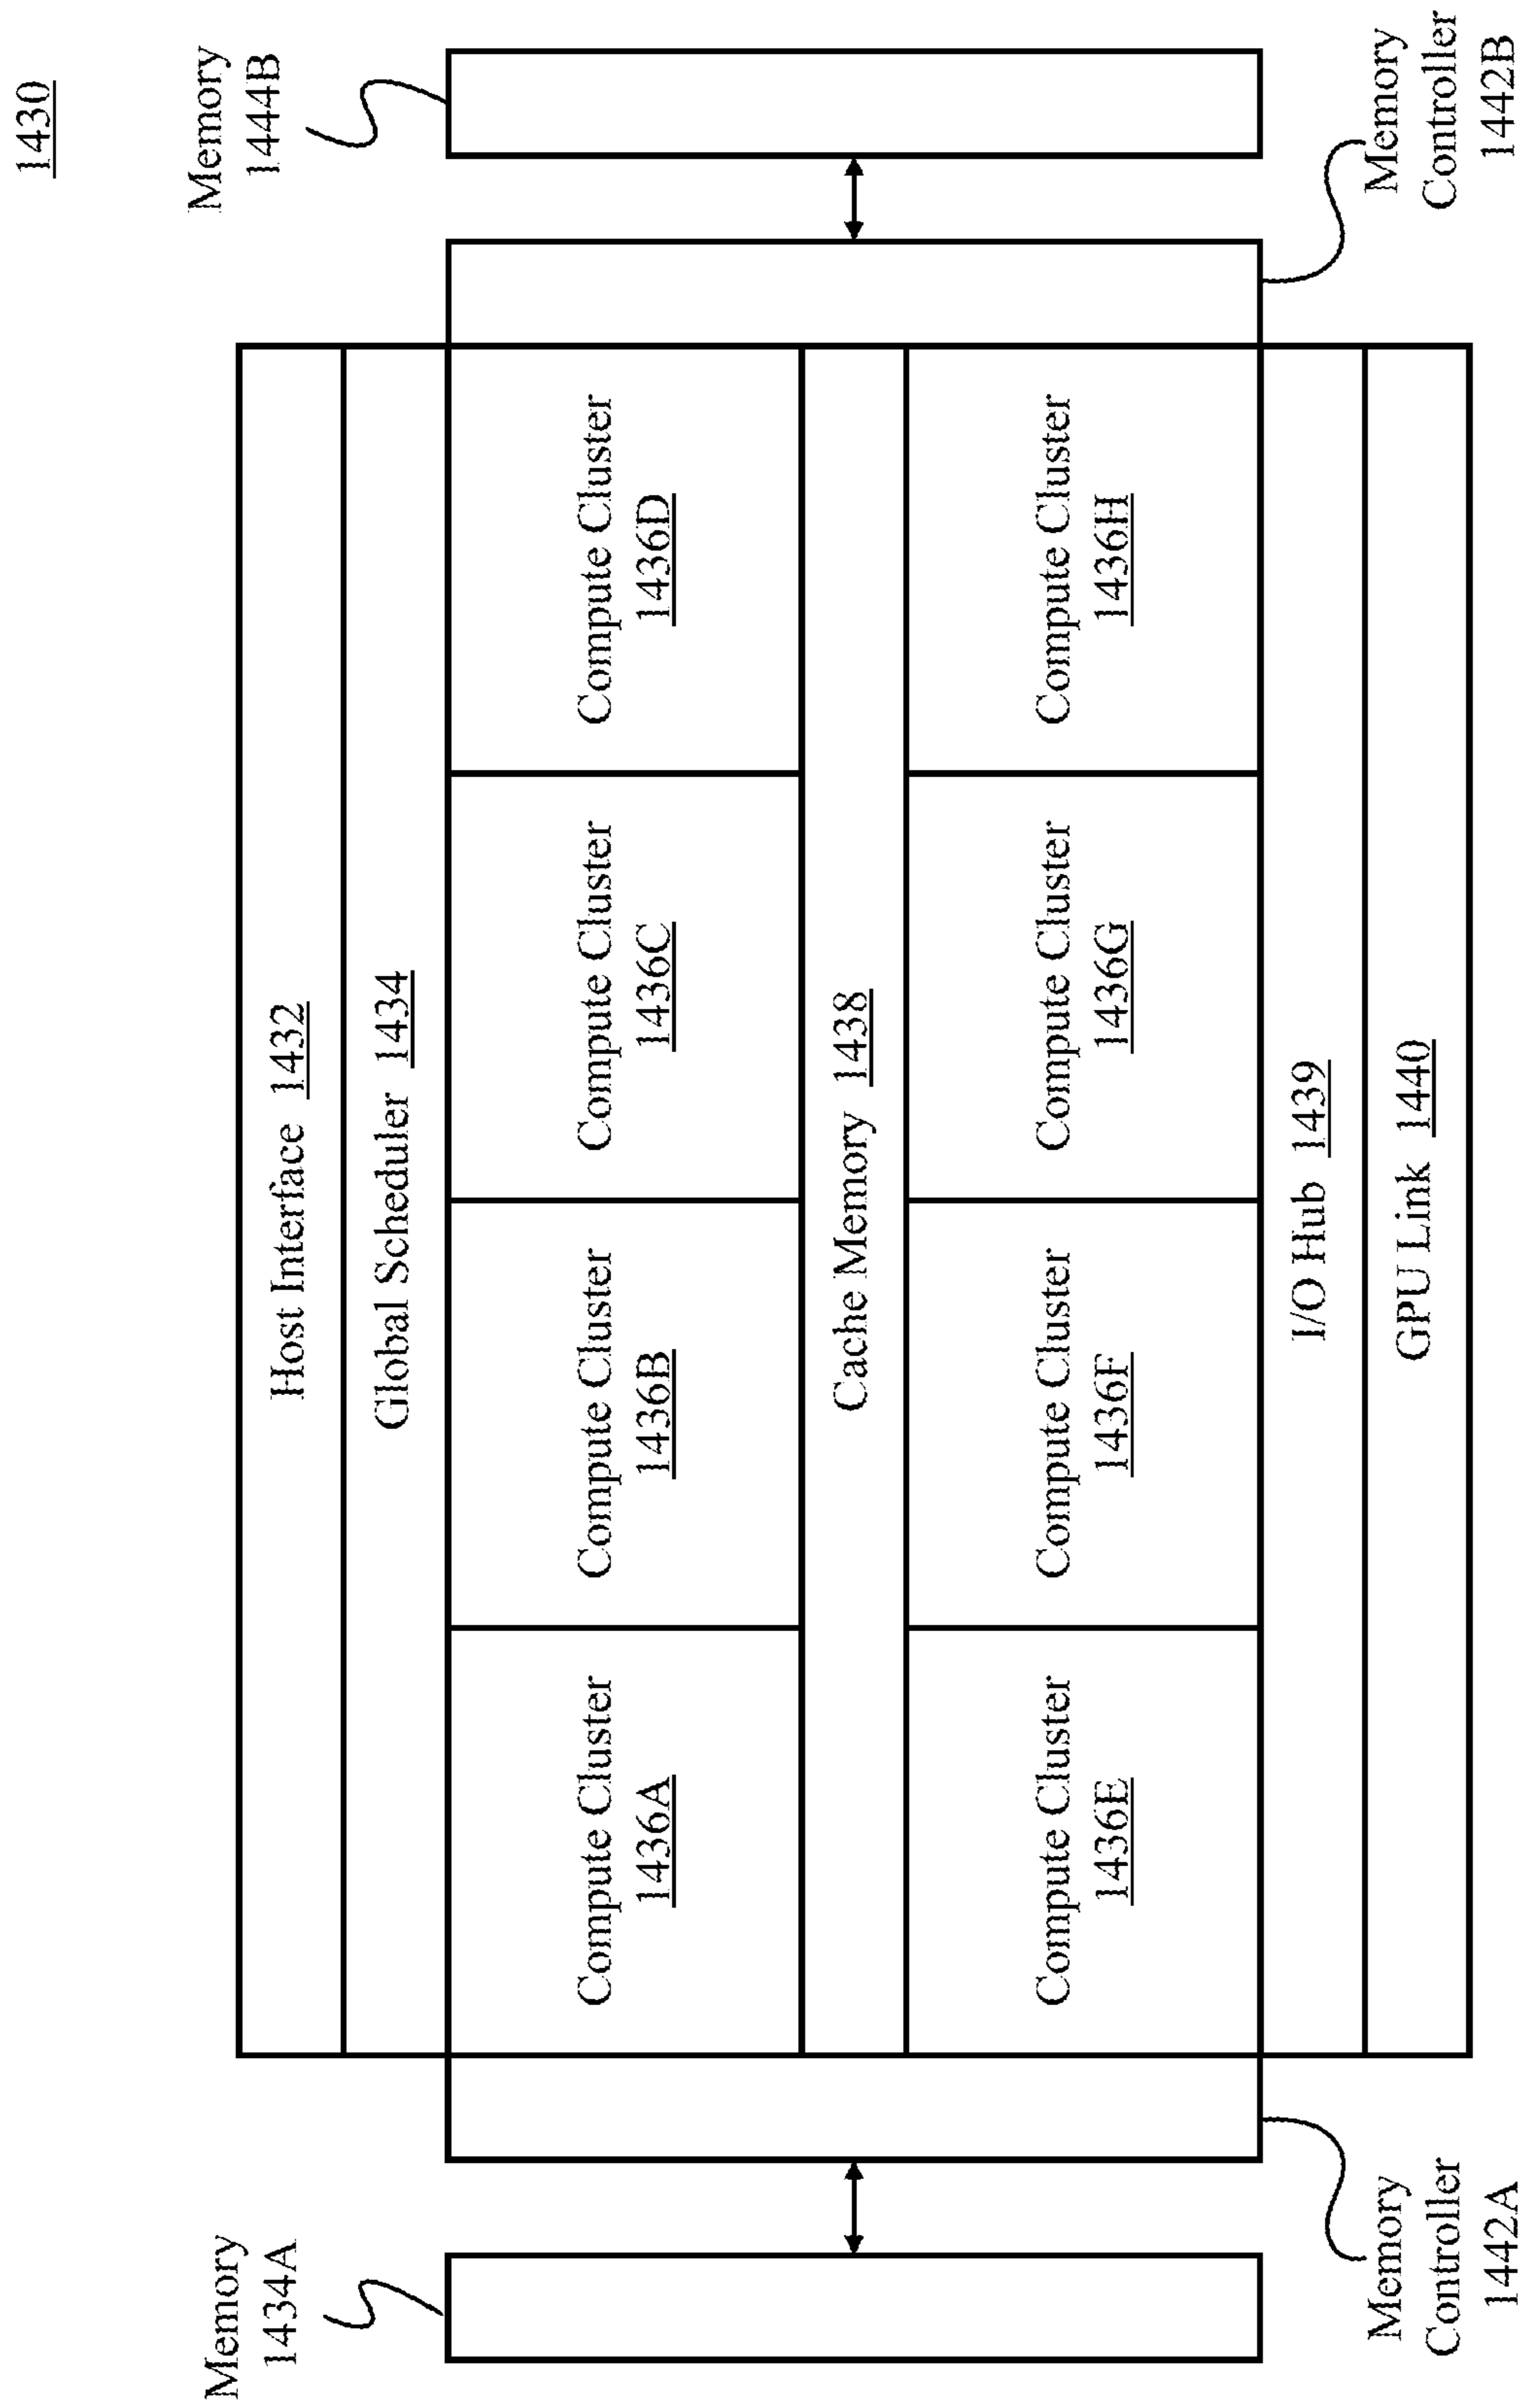 1430
Host Interface 1432
Global Scheduler 1434
Memory
1434A
Memory
1444B
Compute Cluster
1436A
Compute Cluster
1436B
Compute Cluster
1436C
Compute Cluster
1436D
Cache Memory 1438
Compute Cluster
1436E
Compute Cluster
1436F
Compute Cluster
1436G
Compute Cluster
1436H
I/O Hub 1439
GPU Link 1440
Memory
Controller
1442A
Memory
Controller
1442B